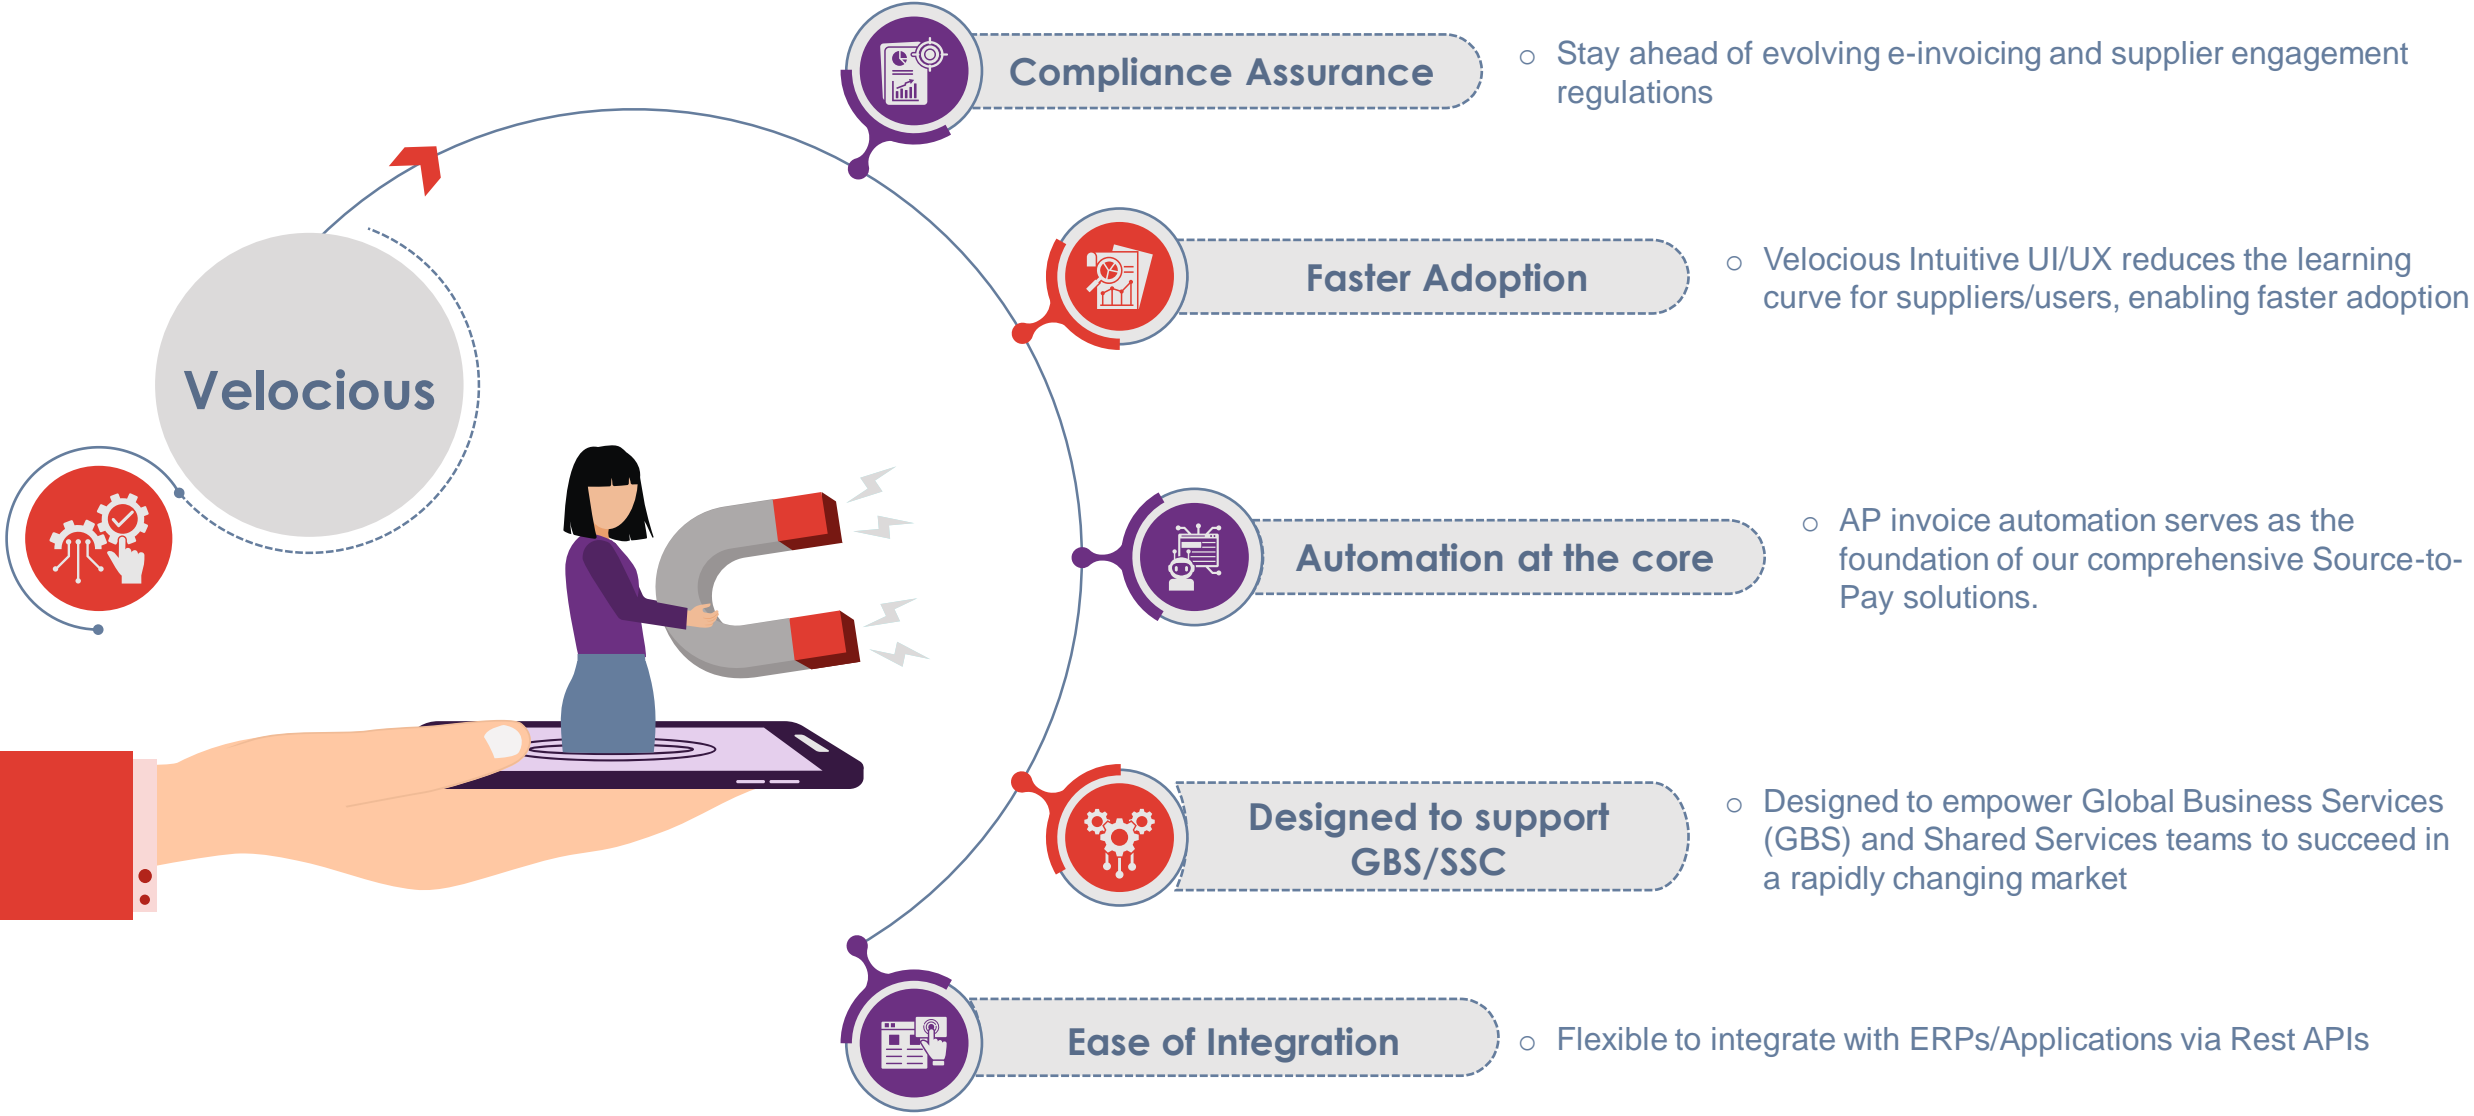 Compliance Assurance
○ Stay ahead of evolving e-invoicing and supplier engagement
regulations
Faster Adoption
○ Velocious Intuitive UI/UX reduces the learning
curve for suppliers/users, enabling faster adoption
Velocious
Automation at the core
○ AP invoice automation serves as the
foundation of our comprehensive Source-to-
Pay solutions.
Designed to support
GBS/SSC
○ Designed to empower Global Business Services
(GBS) and Shared Services teams to succeed in
a rapidly changing market
Ease of Integration
○ Flexible to integrate with ERPs/Applications via Rest APIs